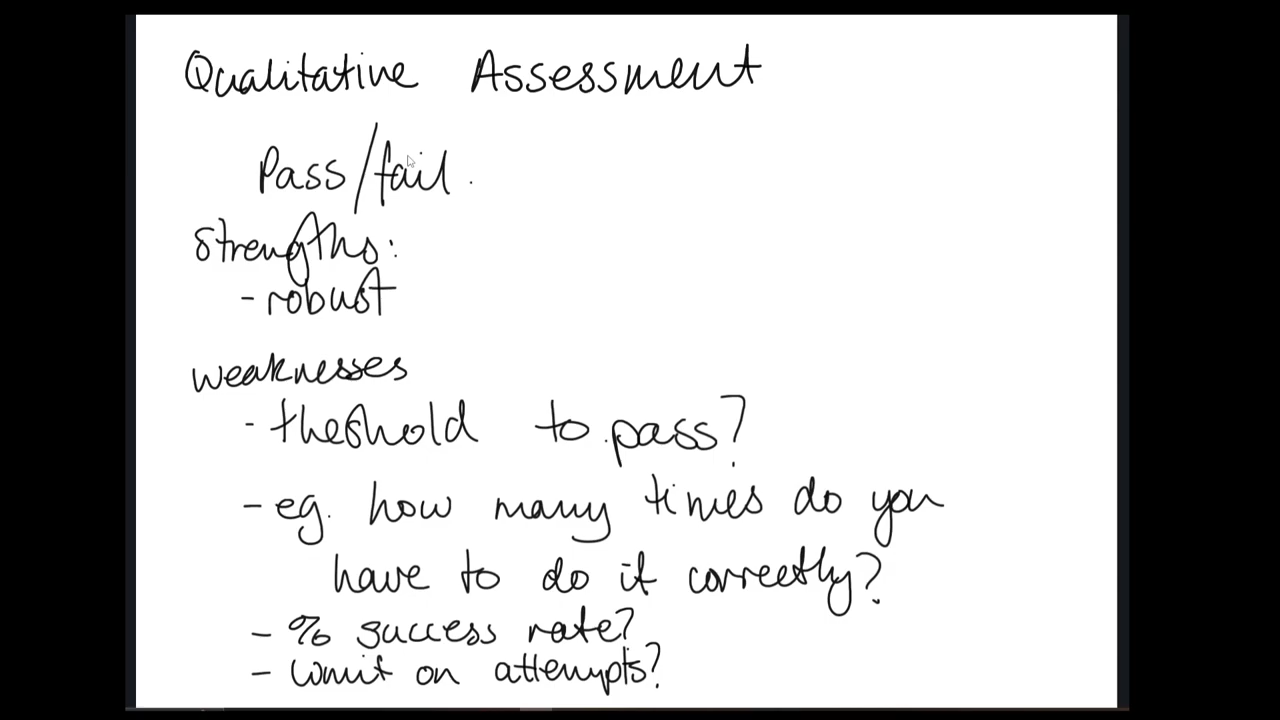 Qualitative Assessment
Pass/fail.
strengths:
- robust
weaknesses
- theshold to pass?
- eg. how many times do you
have to do it correctly?
- % success rate?
- limit on attempts?